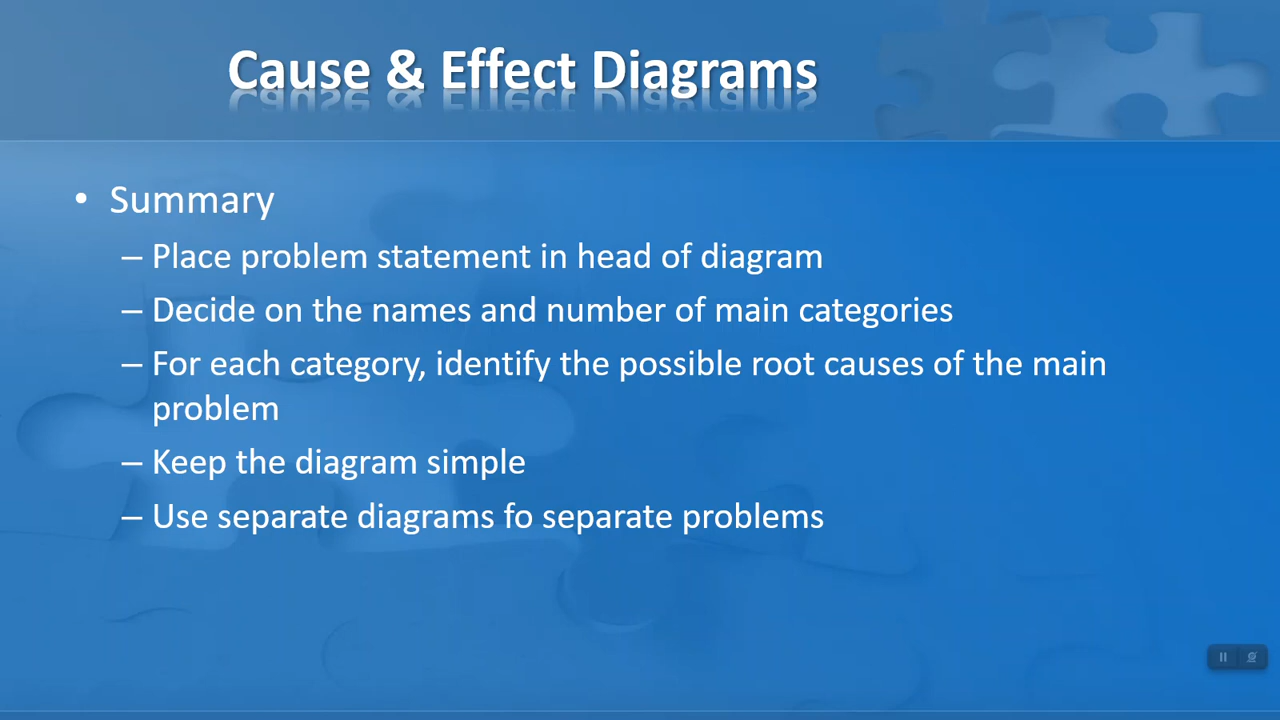 Cause & Effect Diagrams
• Summary
– Place problem statement in head of diagram
– Decide on the names and number of main categories
– For each category, identify the possible root causes of the main
problem
– Keep the diagram simple
– Use separate diagrams fo separate problems